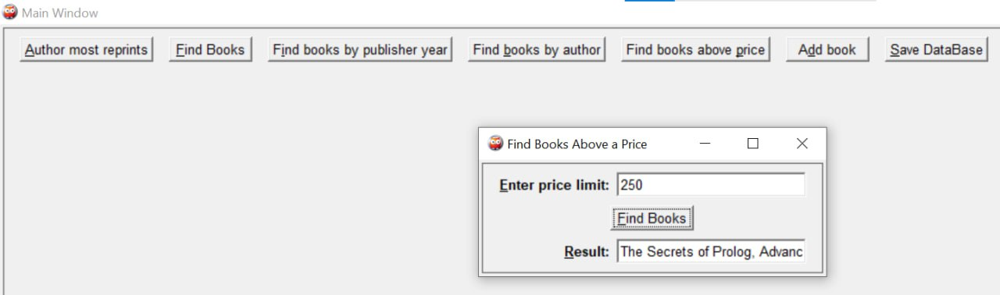 Main Window
Author most reprints Find Books Find books by publisher year Find books by author Find books above price Add book Save DataBase
Find Books Above a Price
Enter price limit: 250
Find Books
Result: The Secrets of Prolog, Advanc